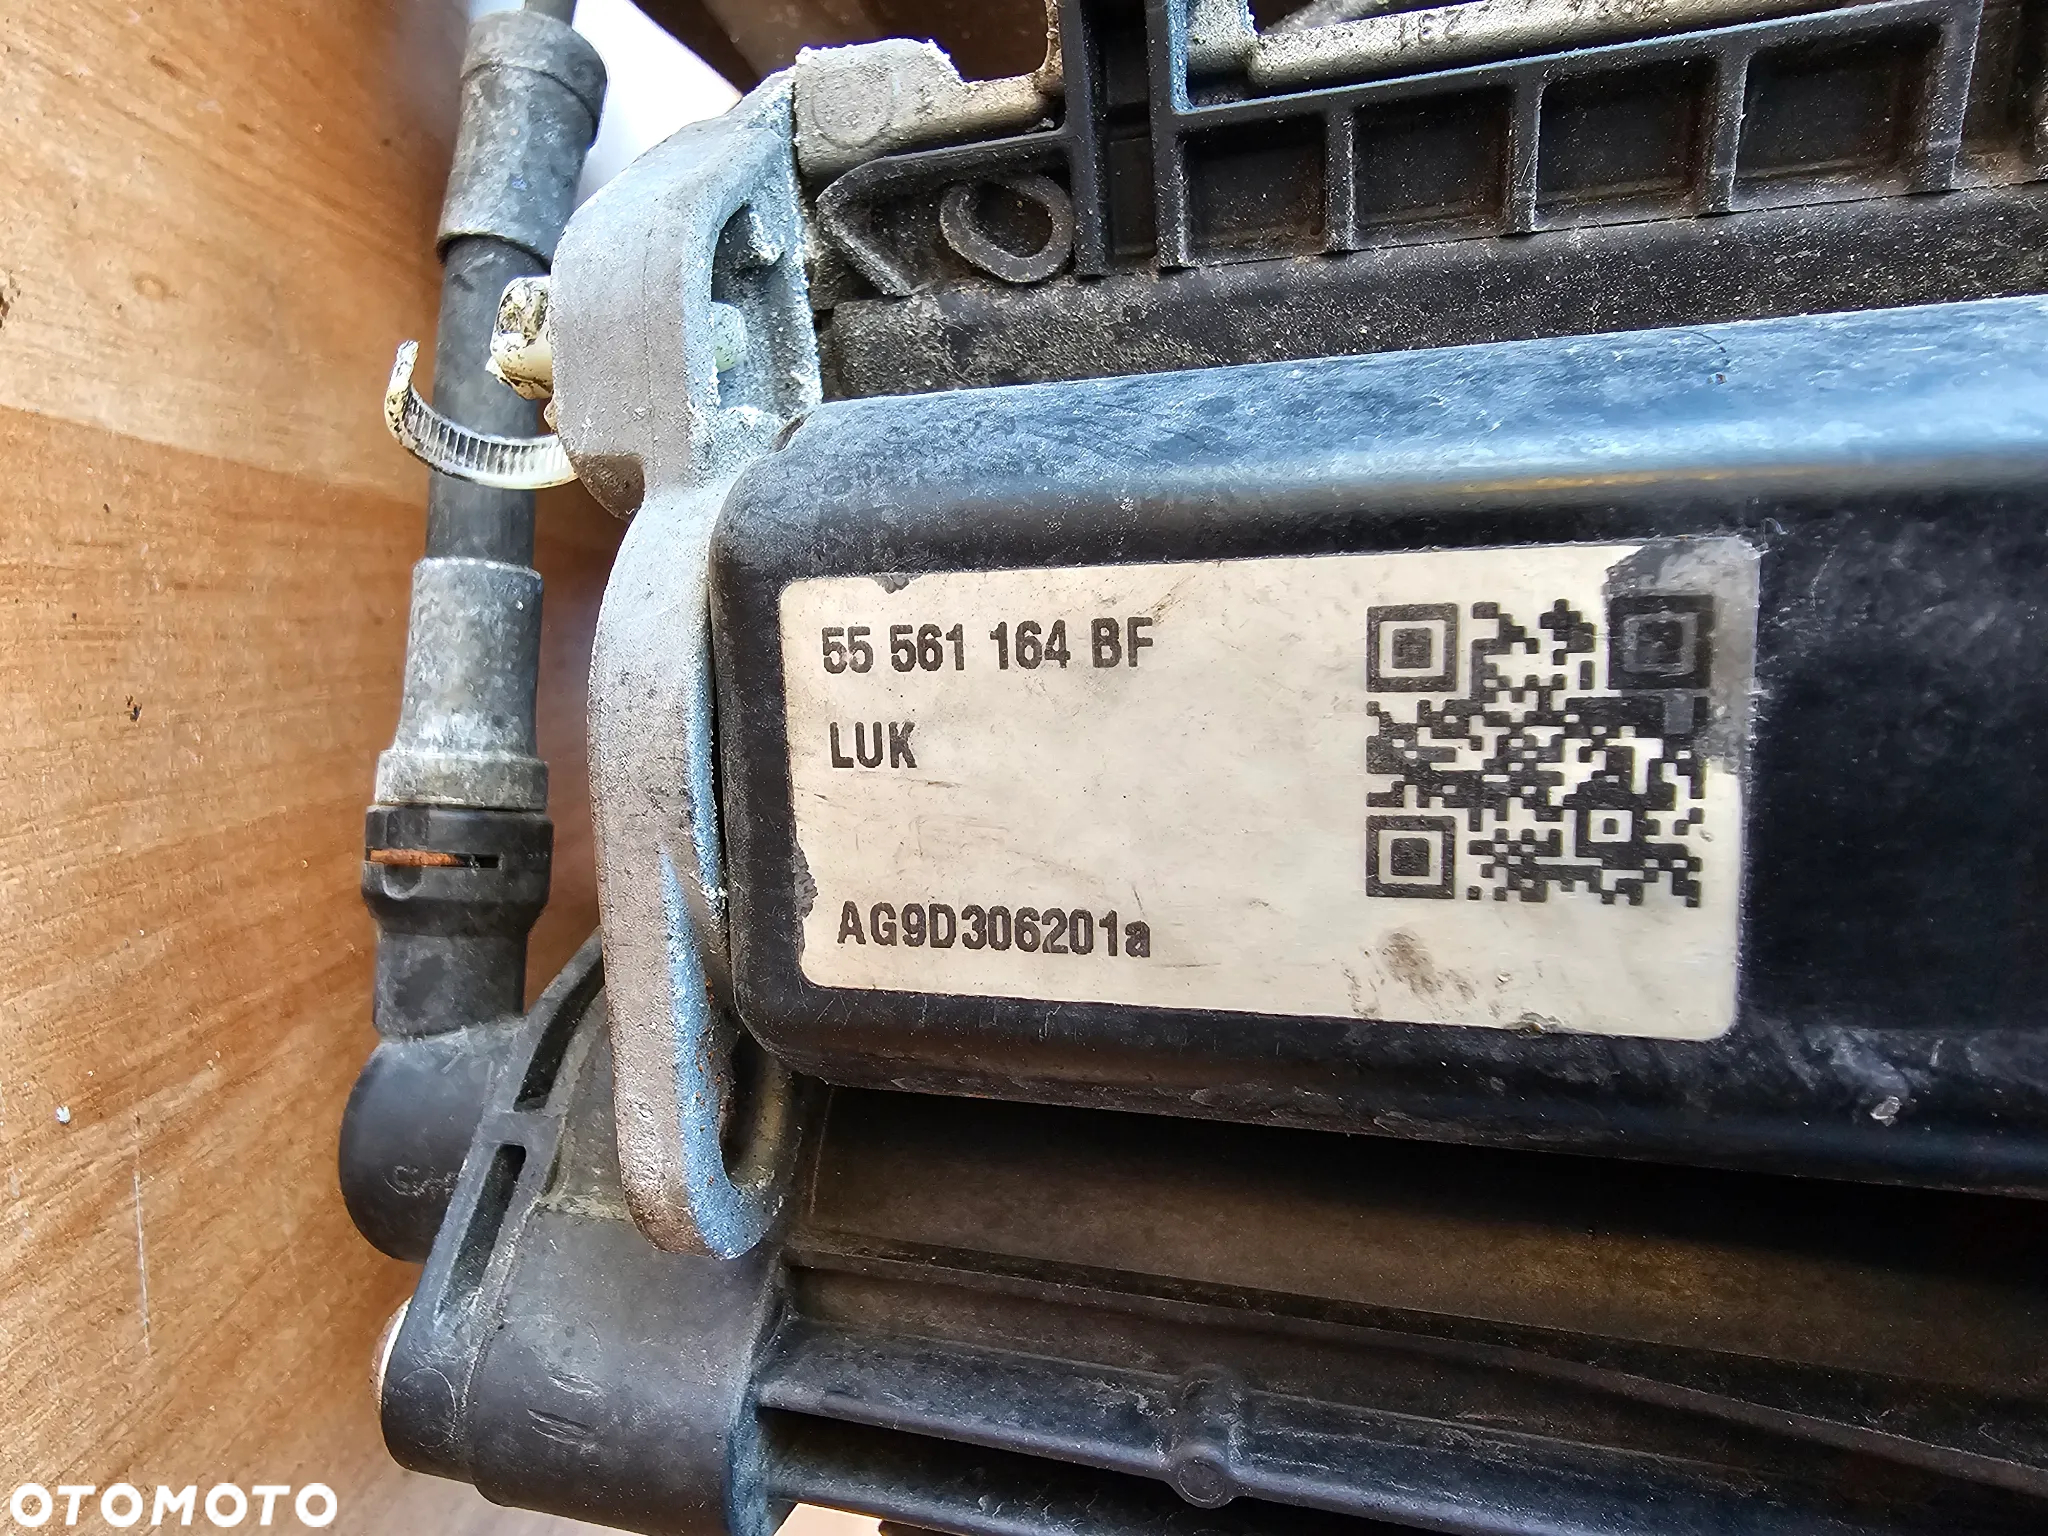 55 561 164 BF
LUK
AG9D306201a
OTOMOTO